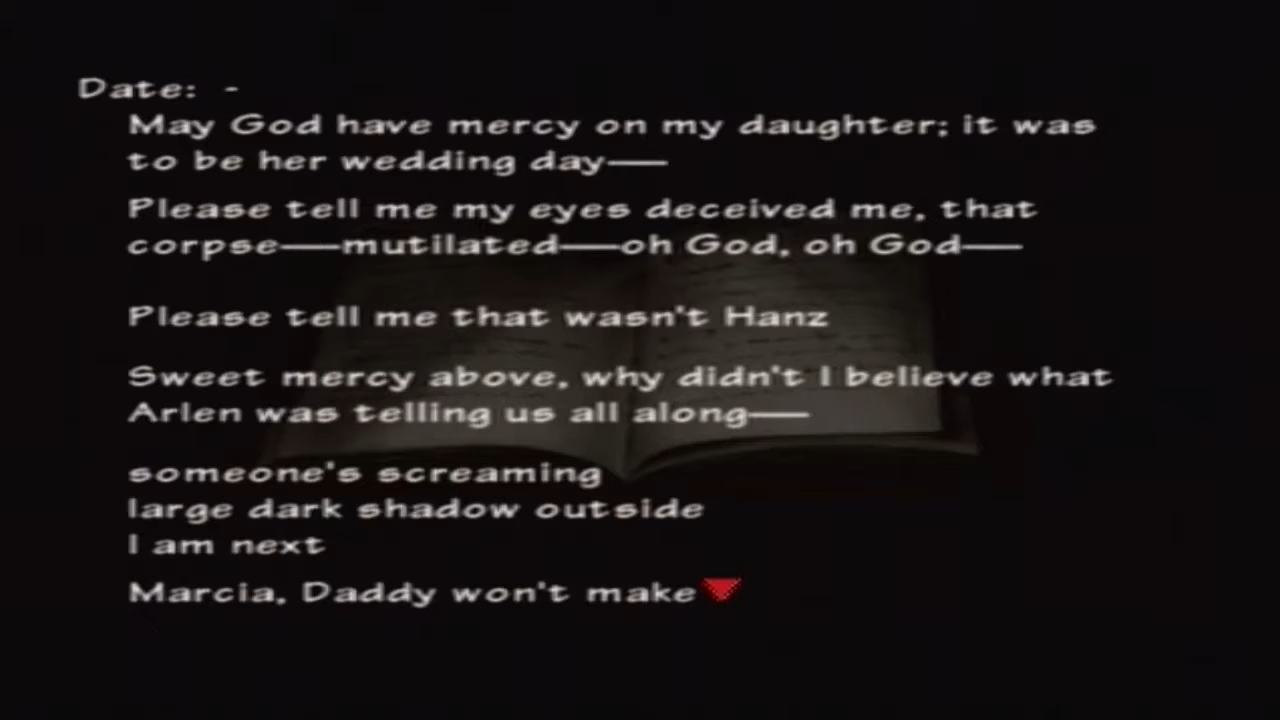 Date: -
May God have mercy on my daughter; it was
to be her wedding day——
Please tell me my eyes deceived me, that
corpse——mutilated——oh God, oh God——
Please tell me that wasn't Hanz
Sweet mercy above, why didn't I believe what
Arlen was telling us all along——
someone's screaming
large dark shadow outside
I am next
Marcia, Daddy won't make